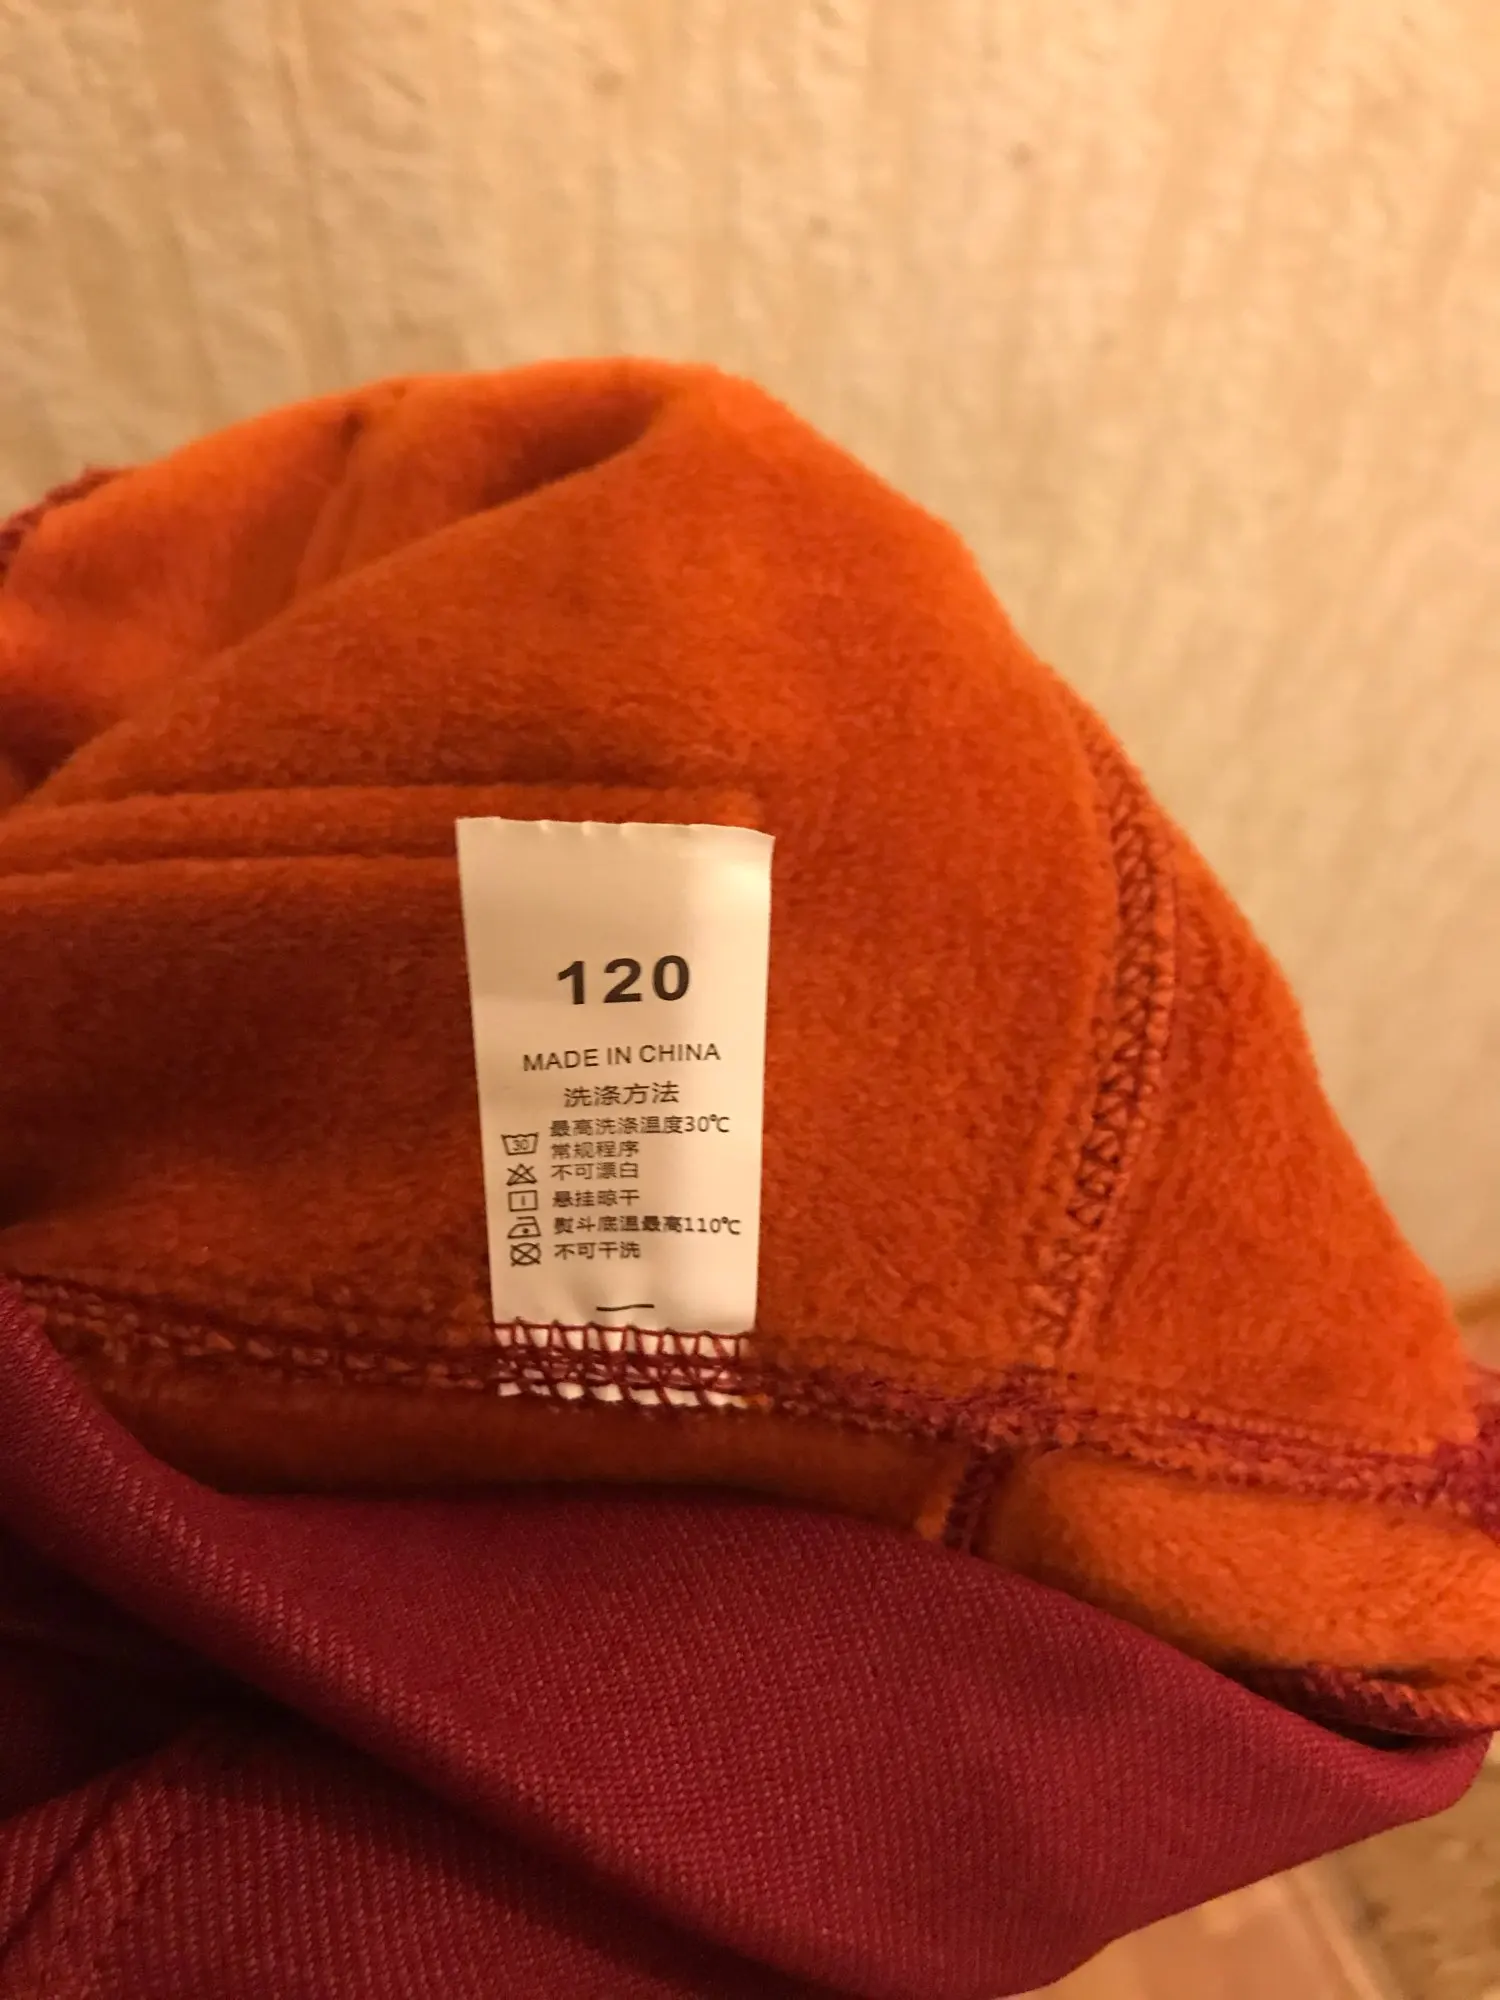 120
MADE IN CHINA
洗涤方法
最高洗涤温度30℃
常规程序
不可漂白
悬挂晾干
熨斗底温最高110℃
不可干洗